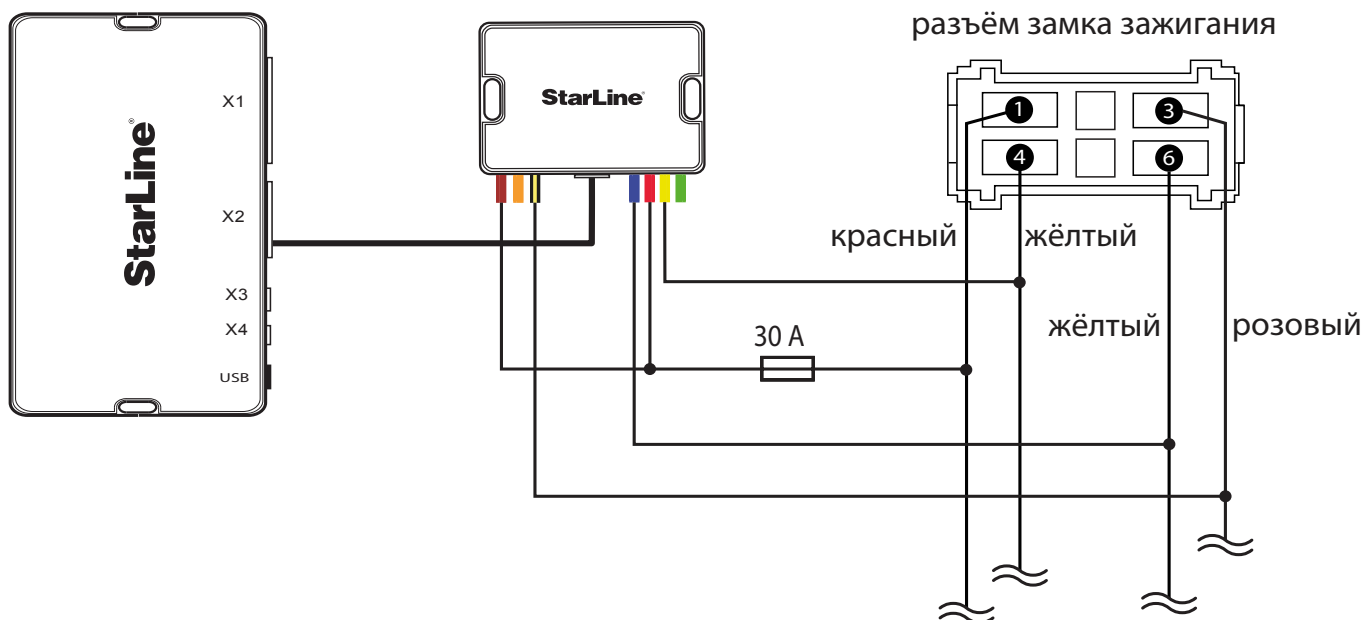 разъём замка зажигания
X1
X2
X3
X4
USB
StarLine®
StarLine®
1
3
4
6
красный
жёлтый
жёлтый
розовый
30 А